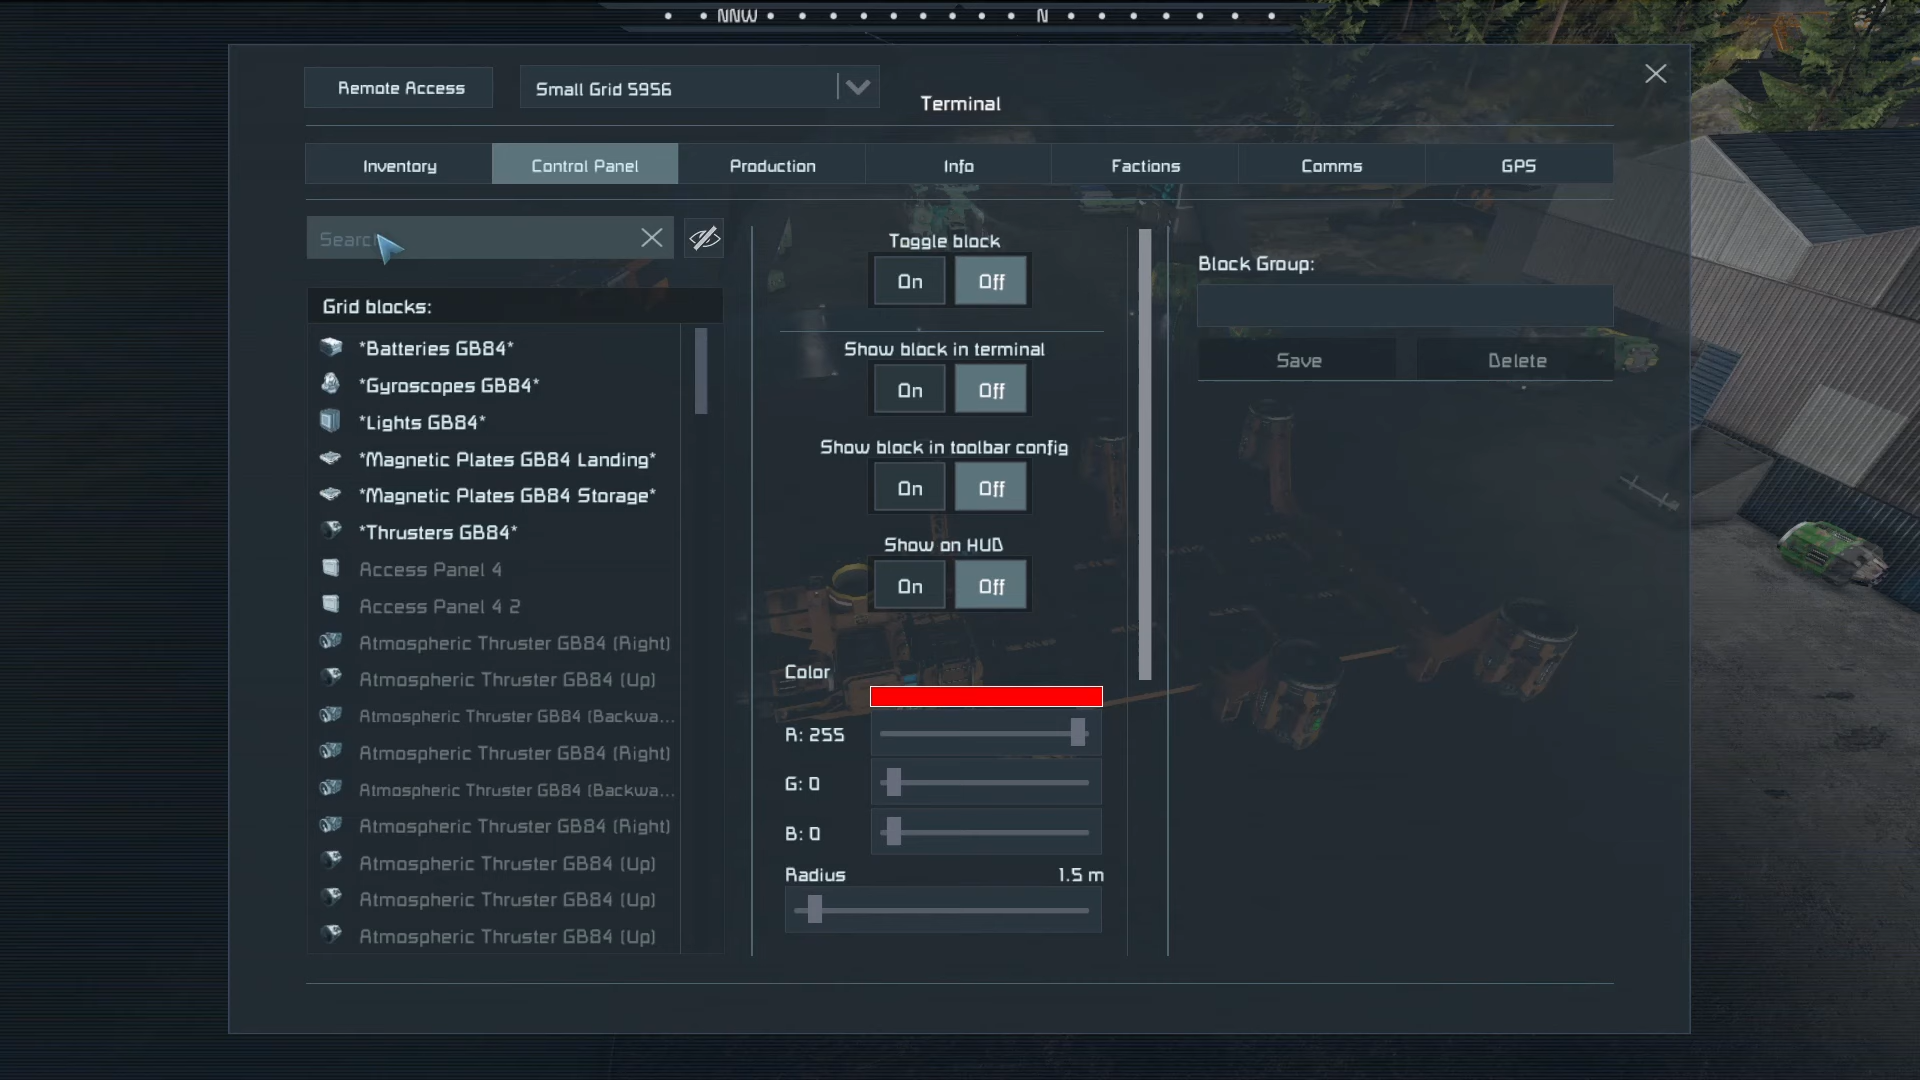 NNW N
Remote Access
Small Grid 5956
Terminal
Inventory
Control Panel
Production
Info
Factions
Comms
GPS
Search
Grid blocks:
*Batteries GB84*
*Gyroscopes GB84*
*Lights GB84*
*Magnetic Plates GB84 Landing*
*Magnetic Plates GB84 Storage*
*Thrusters GB84*
Access Panel 4
Access Panel 4 2
Atmospheric Thruster GB84 (Right)
Atmospheric Thruster GB84 (Up)
Atmospheric Thruster GB84 (Backwa...
Atmospheric Thruster GB84 (Right)
Atmospheric Thruster GB84 (Backwa...
Atmospheric Thruster GB84 (Right)
Atmospheric Thruster GB84 (Up)
Atmospheric Thruster GB84 (Up)
Atmospheric Thruster GB84 (Up)
Toggle block
On Off
Show block in terminal
On Off
Show block in toolbar config
On Off
Show on HUD
On Off
Color
R: 255
G: 0
B: 0
Radius 1.5 m
Block Group:
Save Delete